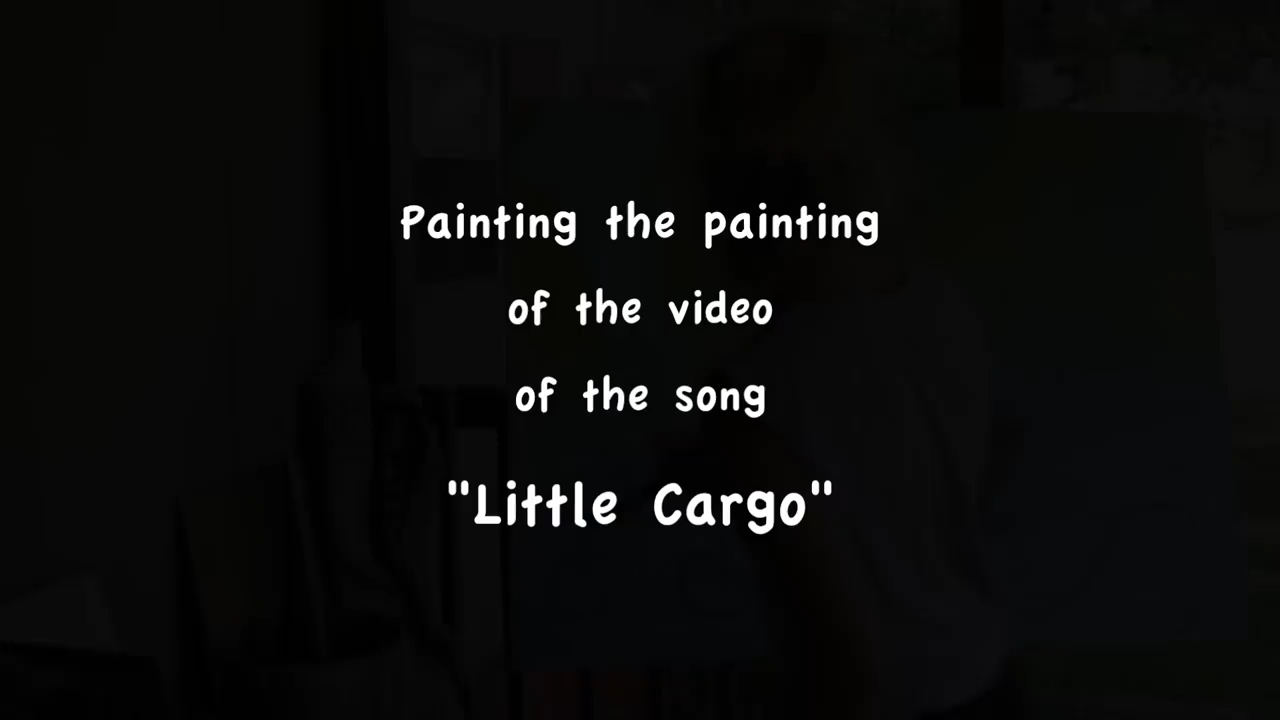 Painting the painting
of the video
of the song
"Little Cargo"